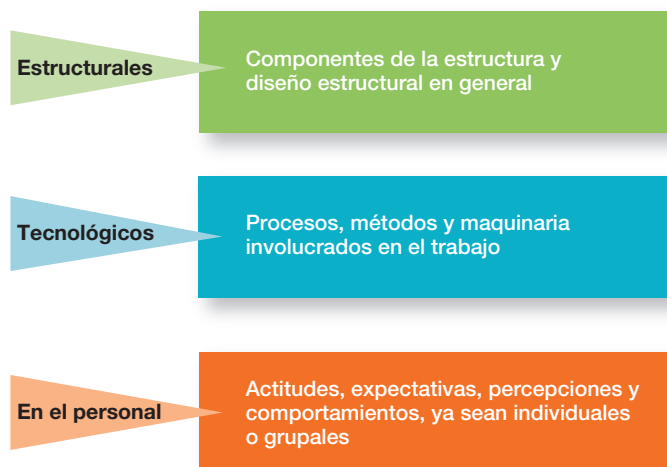 Estructurales
Componentes de la estructura y
diseño estructural en general
Tecnológicos
Procesos, métodos y maquinaria
involucrados en el trabajo
En el personal
Actitudes, expectativas, percepciones y
comportamientos, ya sean individuales
o grupales